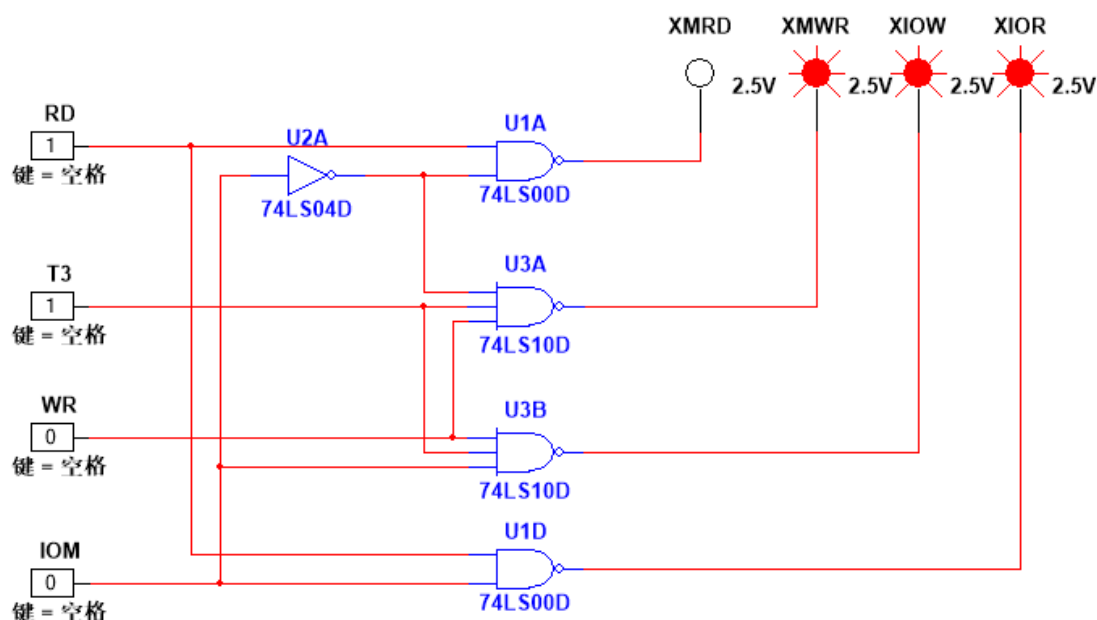 XMRD XMWR XIOW XIOR
2.5V 2.5V 2.5V 2.5V
RD
1
键 = 空格
U2A
74LS04D
U1A
74LS00D
T3
1
键 = 空格
U3A
74LS10D
WR
0
键 = 空格
U3B
74LS10D
IOM
0
键 = 空格
U1D
74LS00D